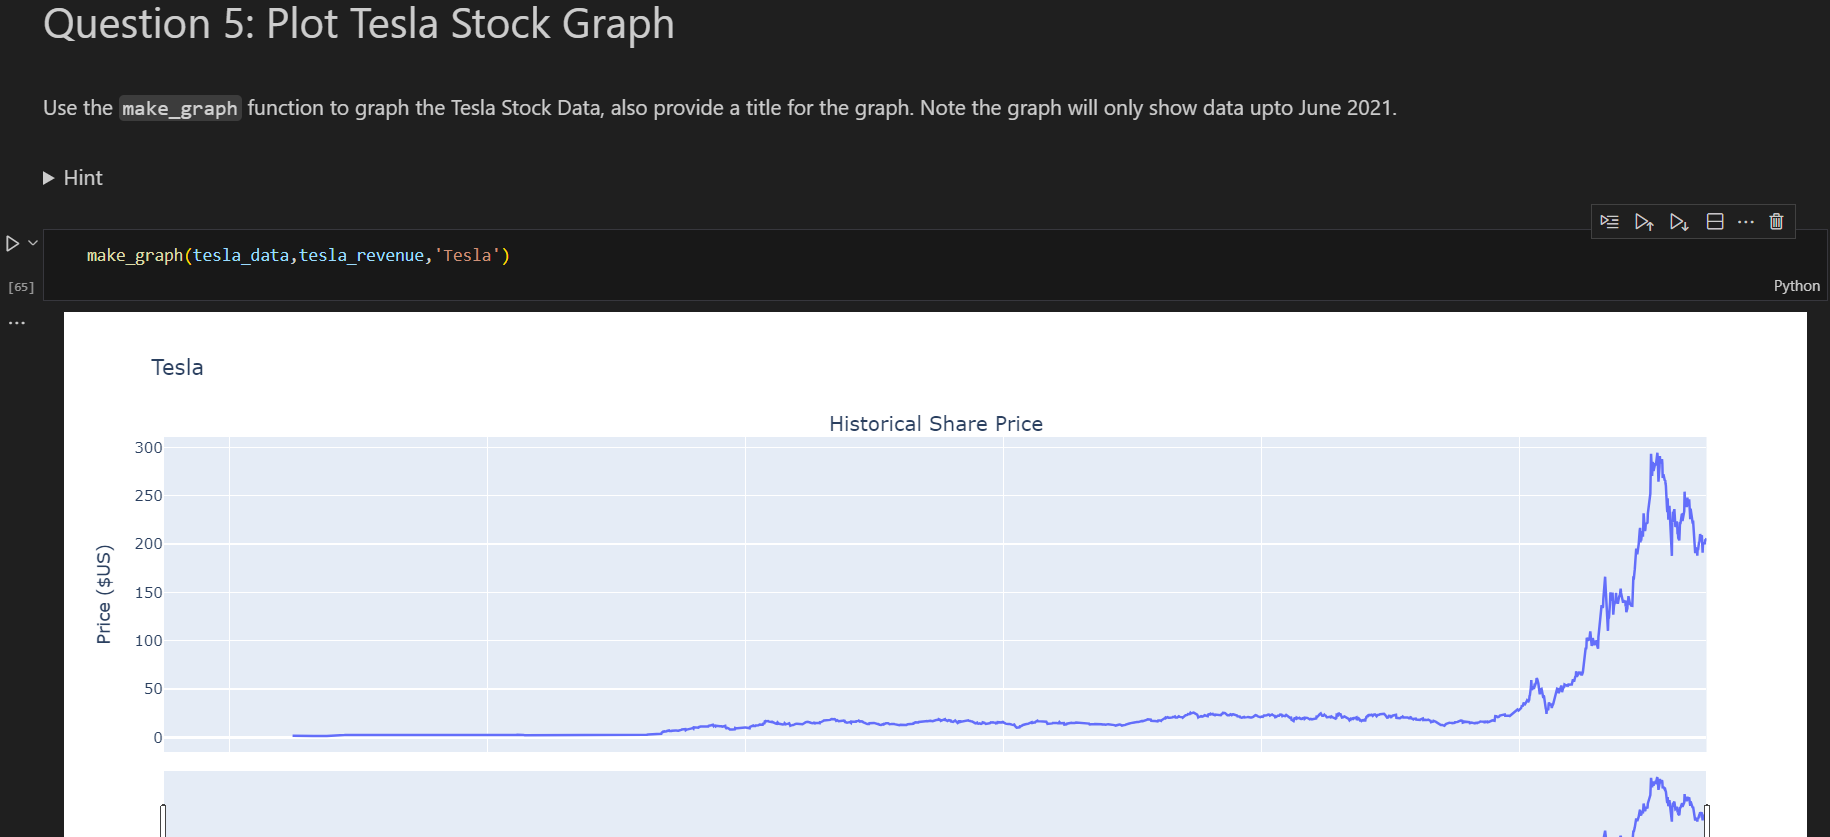 Question 5: Plot Tesla Stock Graph
Use the make_graph function to graph the Tesla Stock Data, also provide a title for the graph. Note the graph will only show data upto June 2021.
Hint
make_graph(tesla_data,tesla_revenue,'Tesla')
[65]
Python
Tesla
Historical Share Price
300
250
200
150
100
50
0
Price ($US)